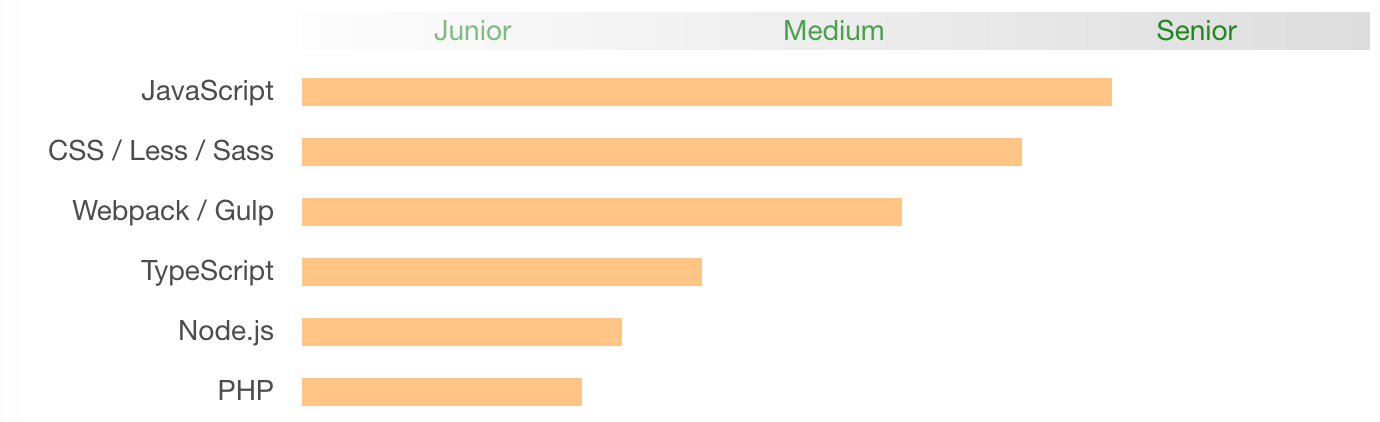 Junior Medium Senior
JavaScript
CSS / Less / Sass
Webpack / Gulp
TypeScript
Node.js
PHP